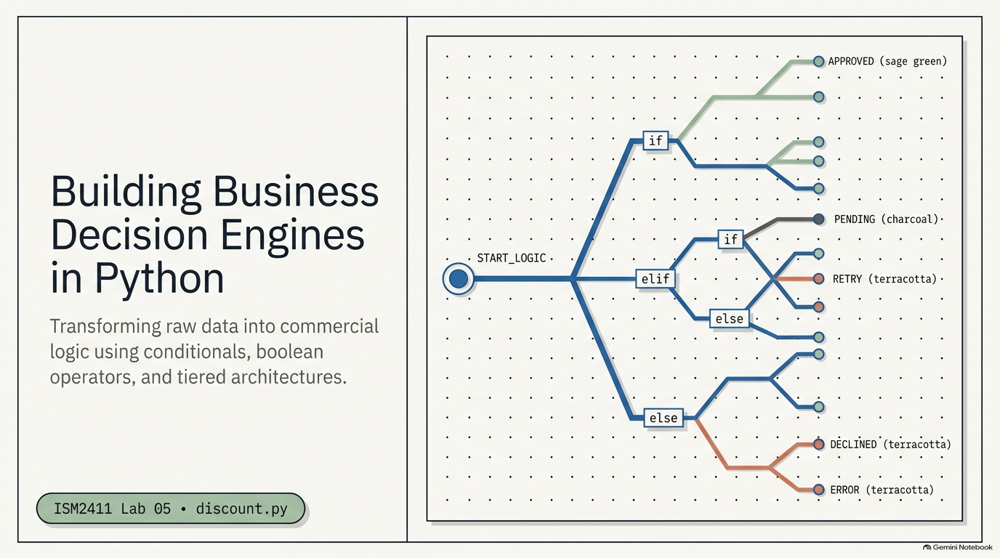 Building Business
Decision Engines
in Python
Transforming raw data into commercial
logic using conditionals, boolean
operators, and tiered architectures.
ISM2411 Lab 05 • discount.py
START_LOGIC
if
elif
else
if
else
APPROVED (sage green)
PENDING (charcoal)
RETRY (terracotta)
DECLINED (terracotta)
ERROR (terracotta)
Gemini Notebook